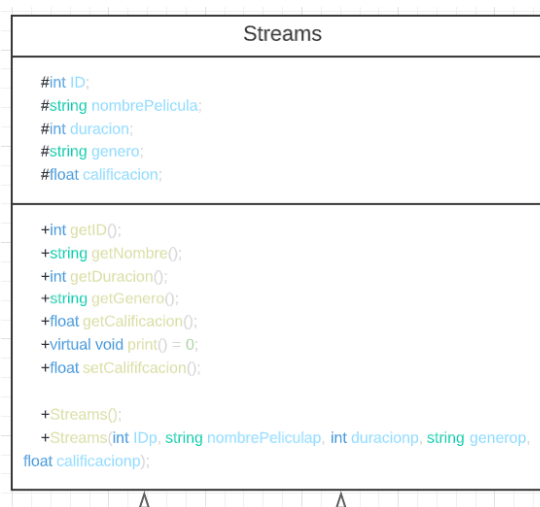 Streams
#int ID;
#string nombrePelicula;
#int duracion;
#string genero;
#float calificacion;
+int getID();
+string getNombre();
+int getDuracion();
+string getGenero();
+float getCalificacion();
+virtual void print() = 0;
+float setCalififcacion();
+Streams();
+Streams(int IDp, string nombrePeliculap, int duracionp, string generop,
float calificacionp);